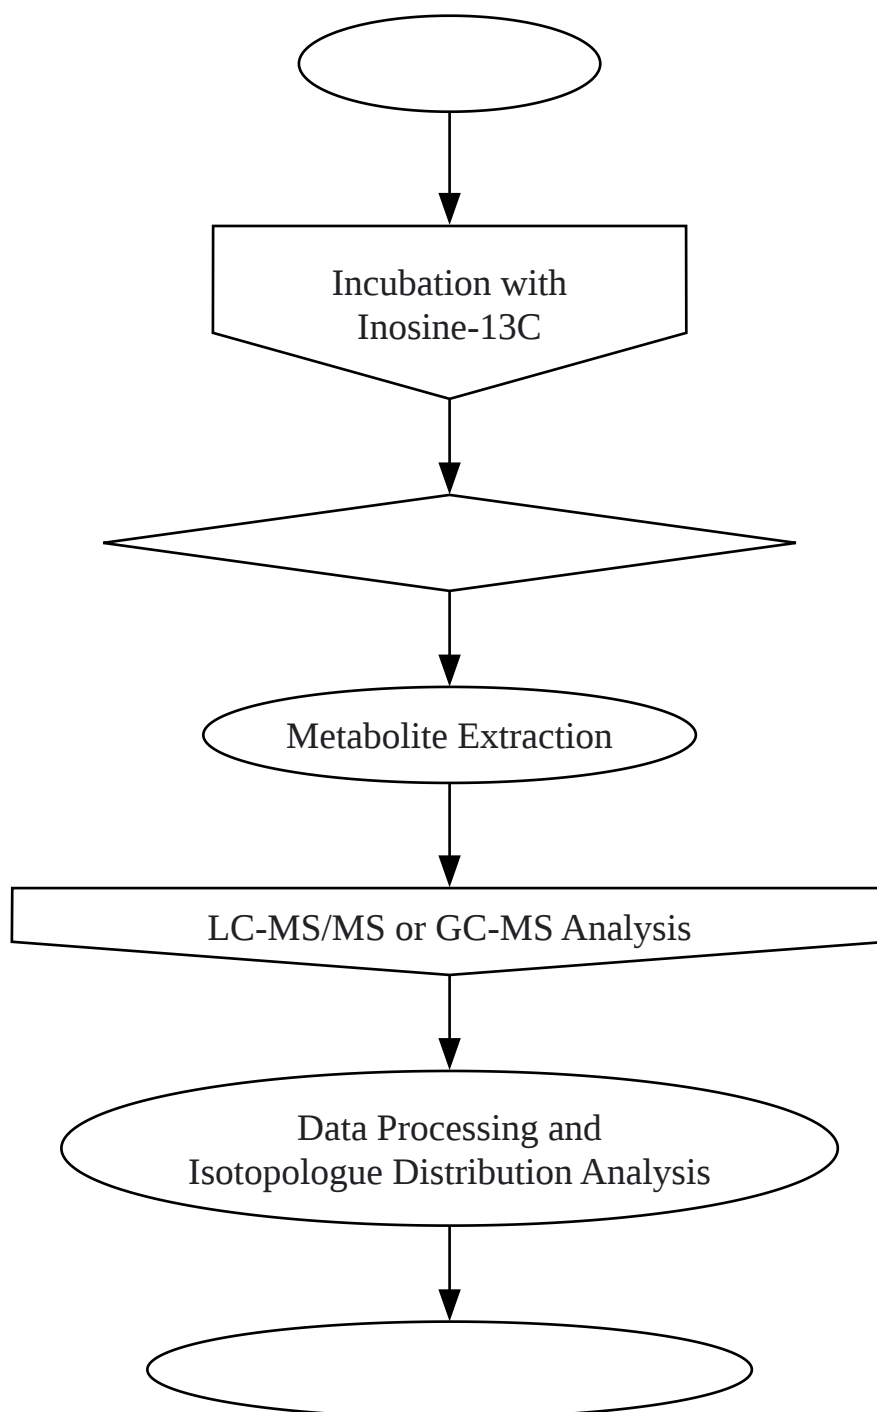 Incubation with
Inosine-13C
Metabolite Extraction
LC-MS/MS or GC-MS Analysis
Data Processing and
Isotopologue Distribution Analysis